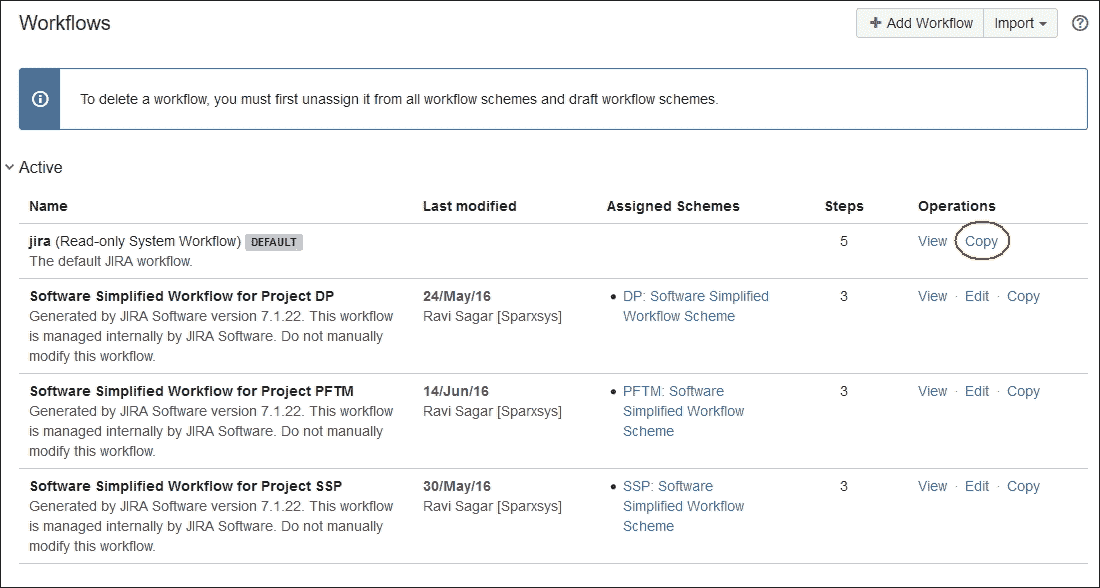 Workflows
+ Add Workflow Import
To delete a workflow, you must first unassign it from all workflow schemes and draft workflow schemes.
Active
Name Last modified Assigned Schemes Steps Operations
jira (Read-only System Workflow) DEFAULT 5 View Copy
The default JIRA workflow.
Software Simplified Workflow for Project DP 24/May/16 • DP: Software Simplified 3 View · Edit · Copy
Generated by JIRA Software version 7.1.22. This workflow Ravi Sagar [Sparxsys] Workflow Scheme
is managed internally by JIRA Software. Do not manually
modify this workflow.
Software Simplified Workflow for Project PFTM 14/Jun/16 • PFTM: Software 3 View · Edit · Copy
Generated by JIRA Software version 7.1.22. This workflow Ravi Sagar [Sparxsys] Simplified Workflow
is managed internally by JIRA Software. Do not manually Scheme
modify this workflow.
Software Simplified Workflow for Project SSP 30/May/16 • SSP: Software 3 View · Edit · Copy
Generated by JIRA Software version 7.1.22. This workflow Ravi Sagar [Sparxsys] Simplified Workflow
is managed internally by JIRA Software. Do not manually Scheme
modify this workflow.